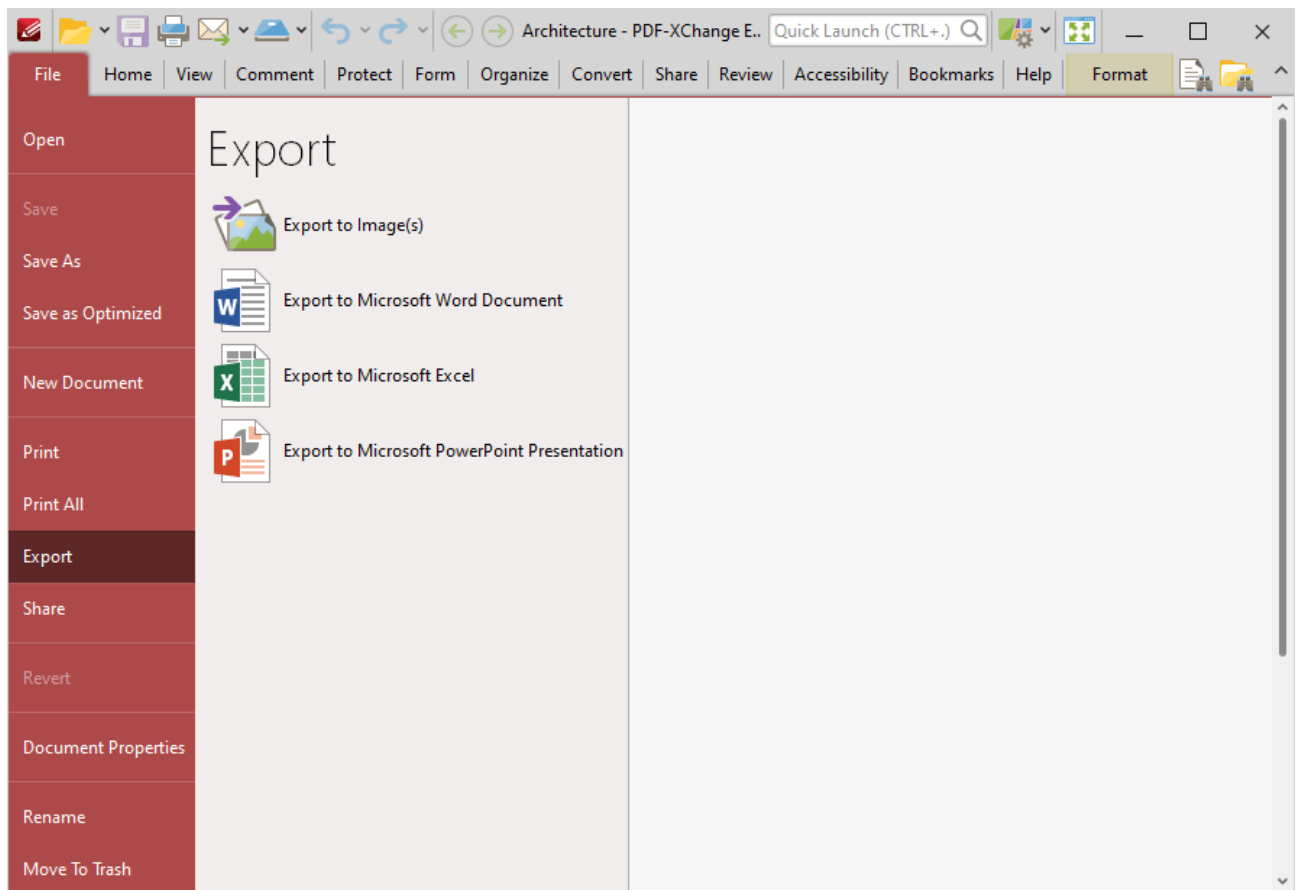 Architecture - PDF-XChange E.. Quick Launch (CTRL+.)
File Home View Comment Protect Form Organize Convert Share Review Accessibility Bookmarks Help Format
Open
Save
Save As
Save as Optimized
New Document
Print
Print All
Export
Share
Revert
Document Properties
Rename
Move To Trash
Export
Export to Image(s)
W
Export to Microsoft Word Document
X
Export to Microsoft Excel
P
Export to Microsoft PowerPoint Presentation